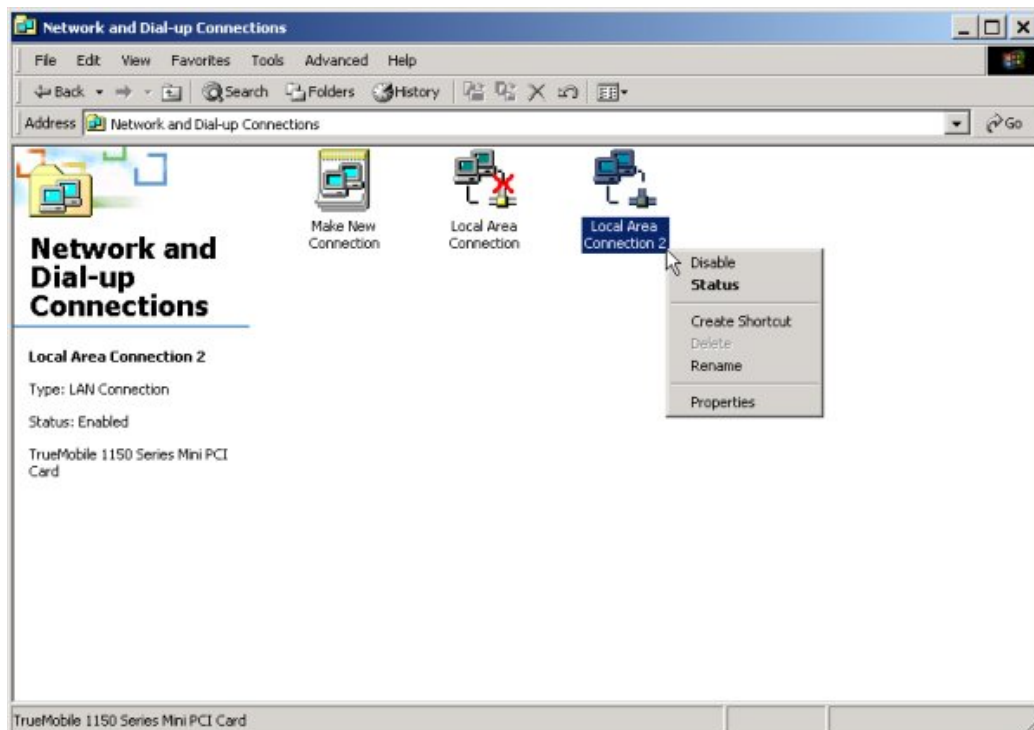 Network and Dial-up Connections
File Edit View Favorites Tools Advanced Help
Back Search Folders History
Address Network and Dial-up Connections Go
Make New
Connection
Local Area
Connection
Local Area
Connection 2
Network and
Dial-up
Connections
Local Area Connection 2
Type: LAN Connection
Status: Enabled
TrueMobile 1150 Series Mini PCI
Card
Disable
Status
Create Shortcut
Delete
Rename
Properties
TrueMobile 1150 Series Mini PCI Card